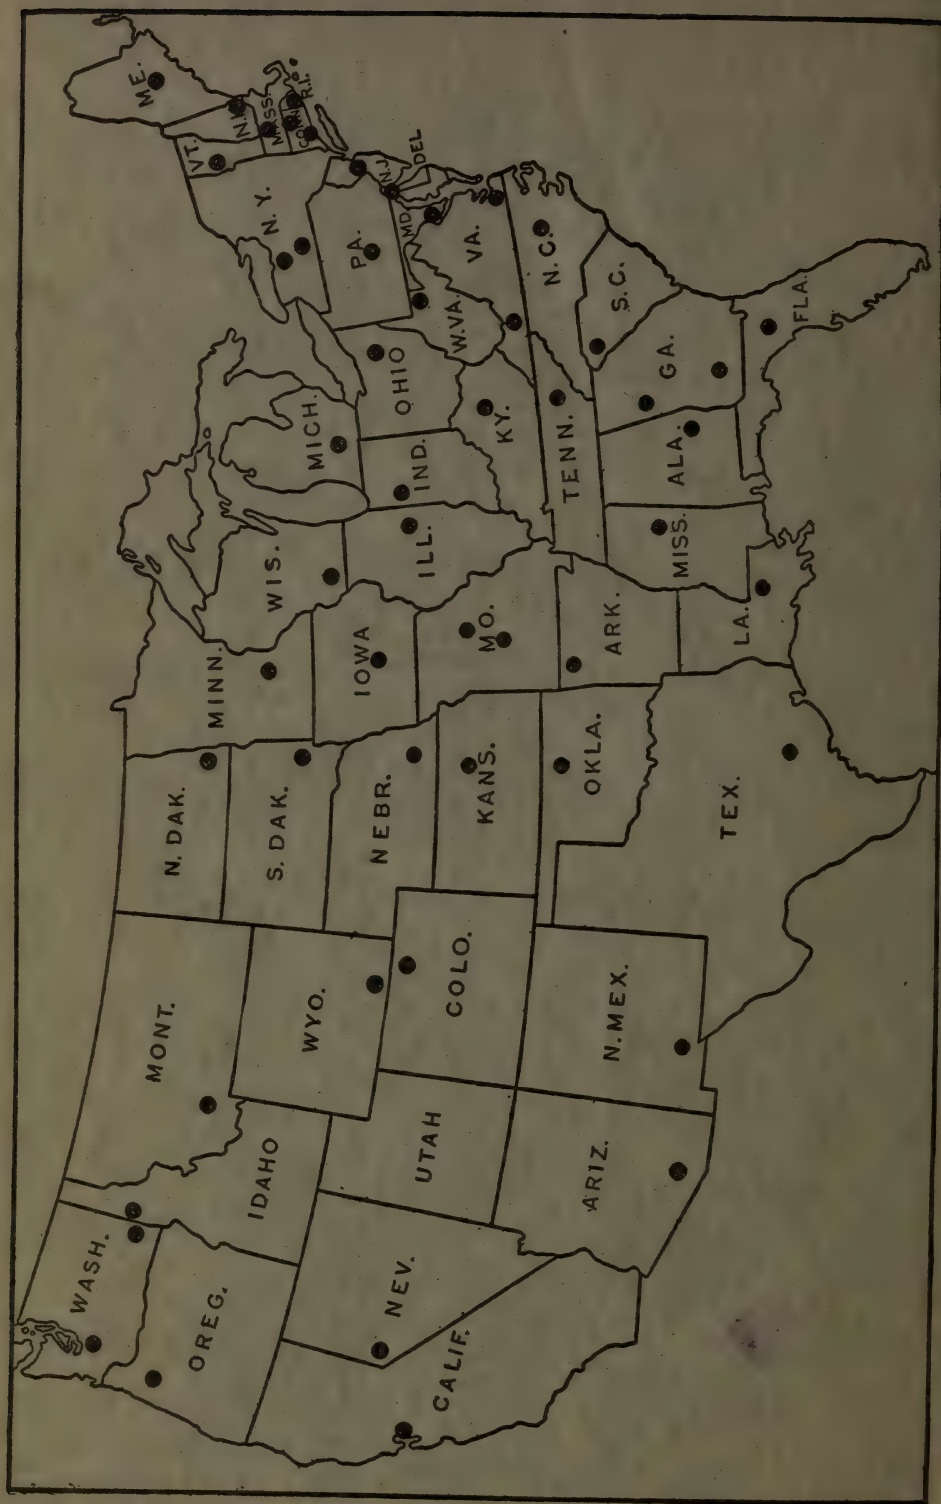 WASH.
OREG.
CALIF.
NEV.
IDAHO
MONT.
WYO.
UTAH
ARIZ.
COLO.
N. MEX.
N. DAK.
S. DAK.
NEBR.
KANS.
OKLA.
TEX.
MINN.
IOWA
MO.
ARK.
LA.
WIS.
ILL.
MICH.
IND.
OHIO
KY.
TENN.
MISS.
ALA.
GA.
FLA.
S. C.
N. C.
VA.
W. VA.
MD.
DEL
PA.
N.J.
N. Y.
VT.
N.
MASS.
CONN
R.I.
ME.